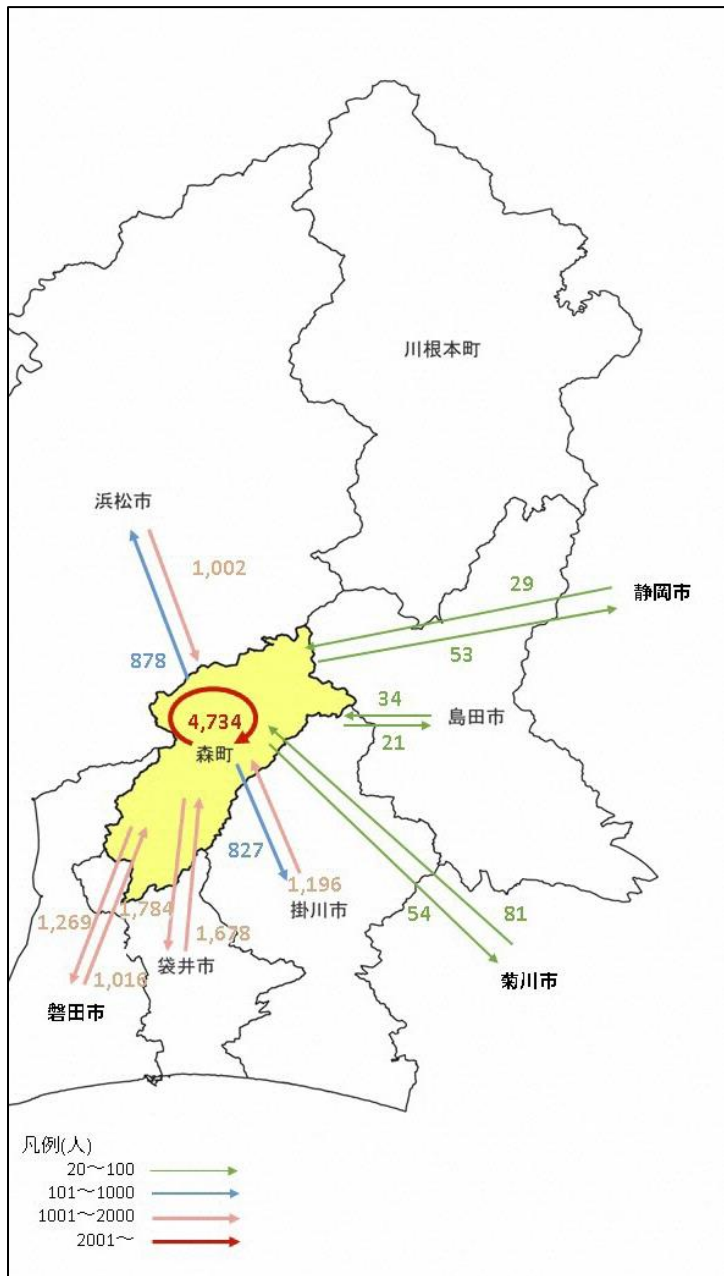 川根本町
浜松市
1,002
29
静岡市
53
878
34
島田市
21
4,734
森町
827
1,196
掛川市
54
81
1,269
1,784
1,678
袋井市
1,016
磐田市
菊川市
凡例(人)
20～100
101～1000
1001～2000
2001～